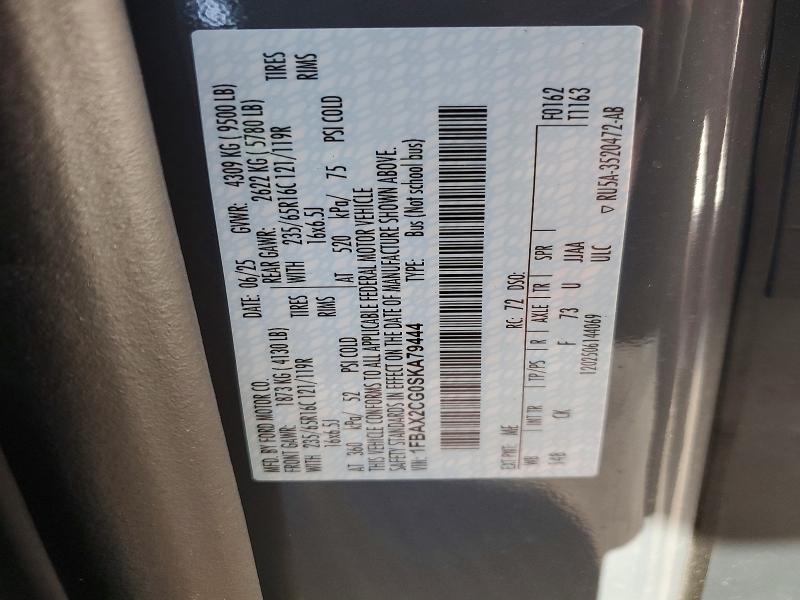 MFD. BY FORD MOTOR CO. DATE: 06/25 GVWR: 4309 KG ( 9500 LB)
FRONT GAWR: 1873 KG ( 4130 LB) REAR GAWR: 2622 KG ( 5780 LB)
WITH 235/65R16C 121/119R TIRES WITH 235/65R16C 121/119R TIRES
16x6.5J RIMS 16x6.5J RIMS
AT 360 kPa/ 52 PSI COLD AT 520 kPa/ 75 PSI COLD
THIS VEHICLE CONFORMS TO ALL APPLICABLE FEDERAL MOTOR VEHICLE
SAFETY STANDARDS IN EFFECT ON THE DATE OF MANUFACTURE SHOWN ABOVE.
VIN: 1FBAX2CG0SKA79444 TYPE: Bus (Not school bus)
EXT PNT: RC: 72 DSO: F0162
WB INT TR TP/PS R AXLE TR SPR T1163
148 CK F 73 U JJAA
1202506144069 ULC
▽ RU5A-3520472-AB